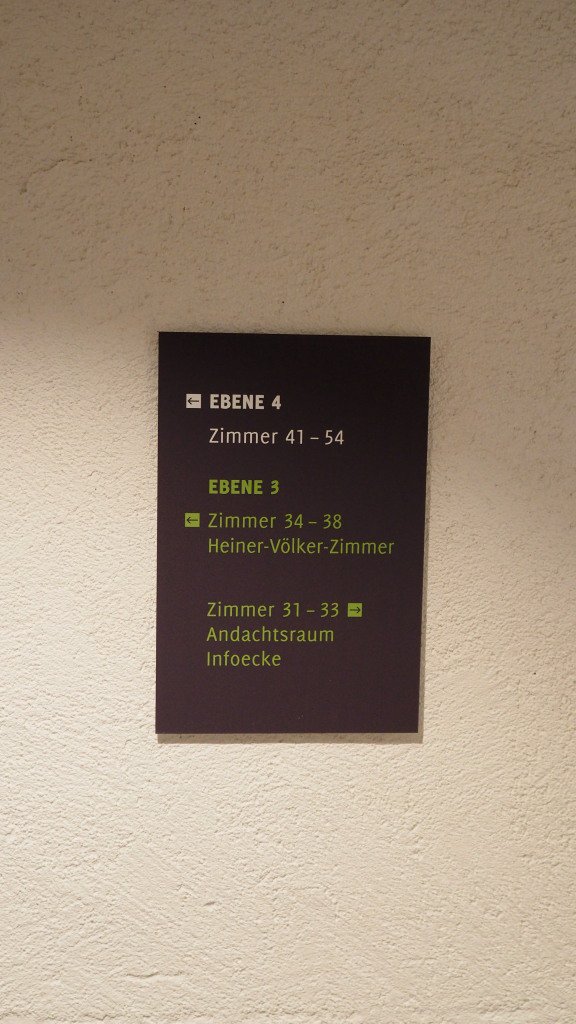 ← EBENE 4
Zimmer 41 – 54
EBENE 3
← Zimmer 34 – 38
Heiner-Völker-Zimmer
Zimmer 31 – 33 →
Andachtsraum
Infoecke